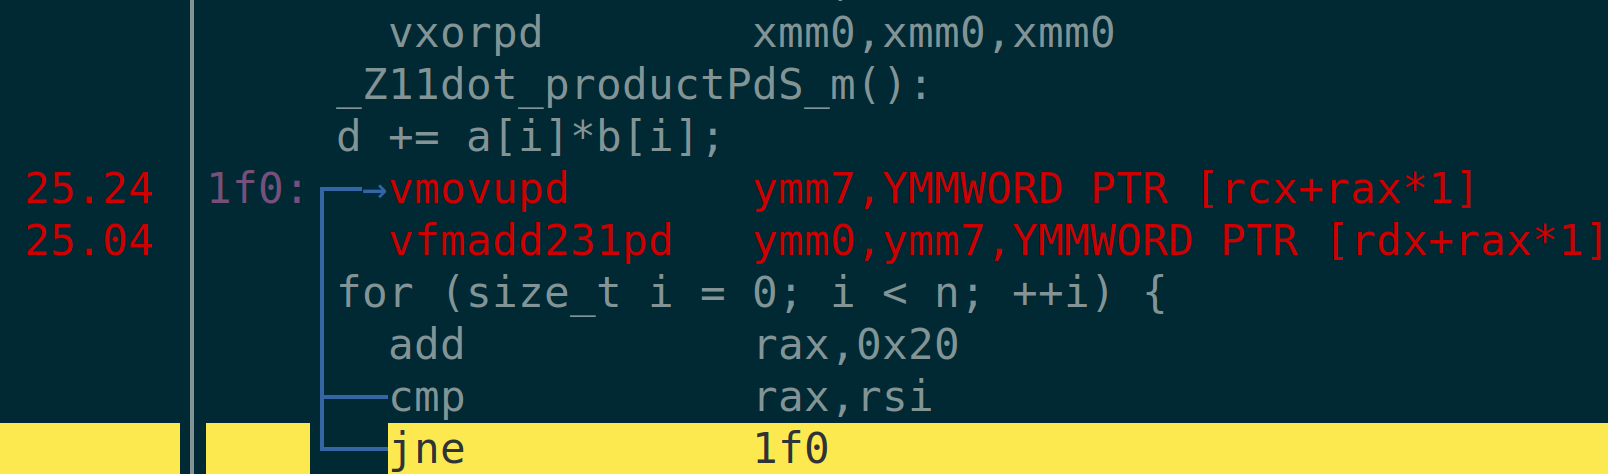 vxorpd xmm0,xmm0,xmm0
_Z11dot_productPdS_m():
d += a[i]*b[i];
25.24 1f0: →vmovupd ymm7,YMMWORD PTR [rcx+rax*1]
25.04 vfmadd231pd ymm0,ymm7,YMMWORD PTR [rdx+rax*1]
for (size_t i = 0; i < n; ++i) {
add rax,0x20
cmp rax,rsi
jne 1f0